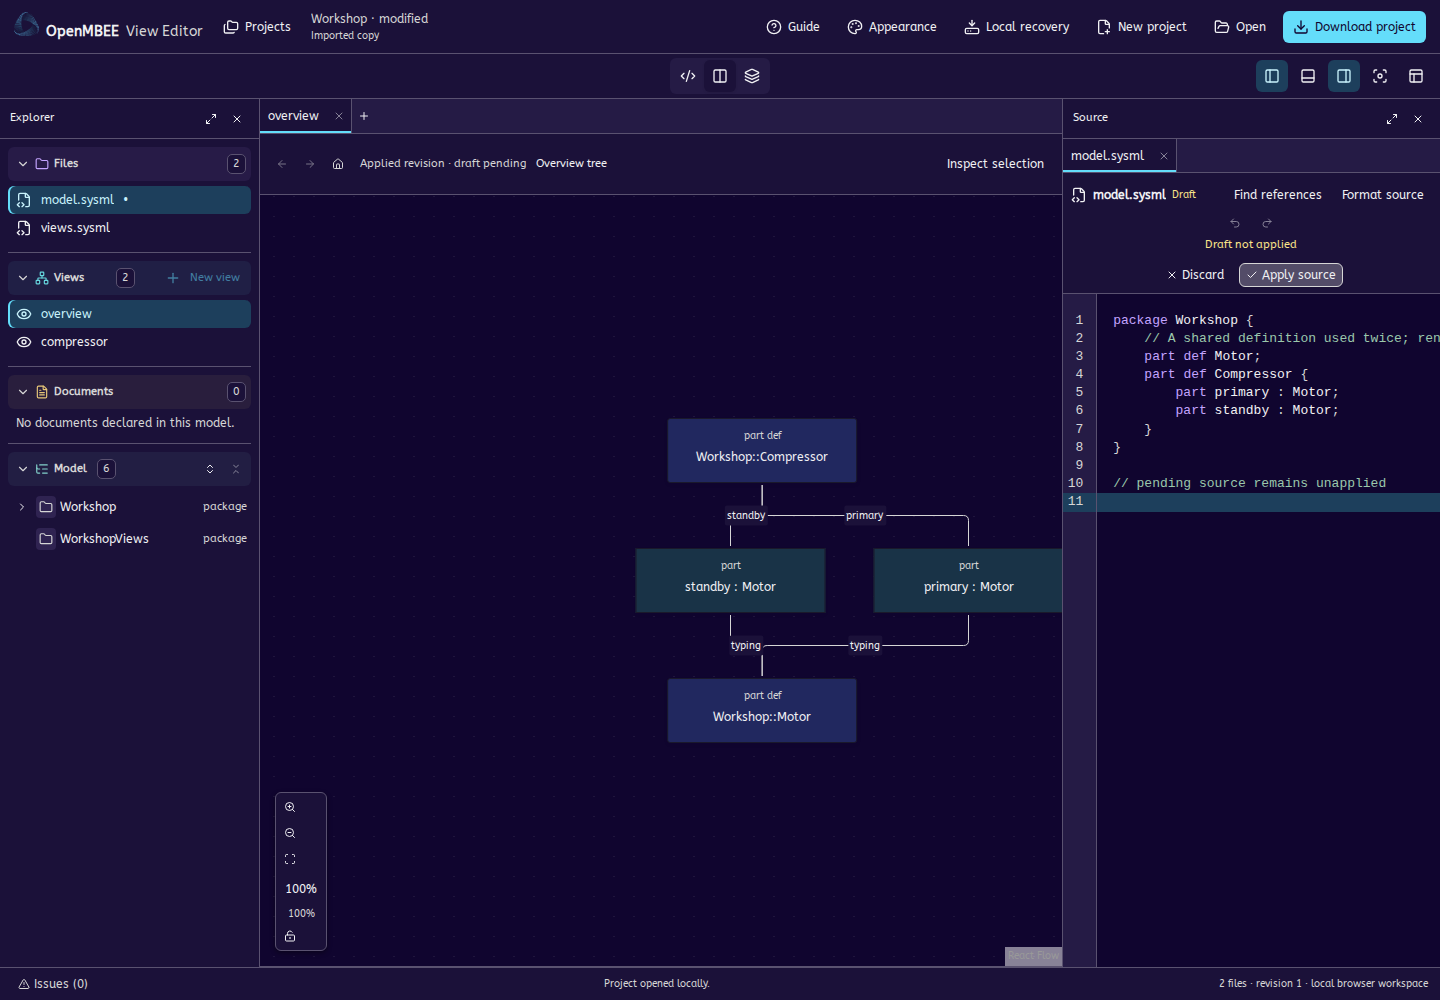 OpenMBEE View Editor
Projects
Workshop · modified
Imported copy
Guide
Appearance
Local recovery
New project
Open
Download project
Explorer
Files
2
model.sysml •
views.sysml
Views
2
New view
overview
compressor
Documents
0
No documents declared in this model.
Model
6
Workshop
package
WorkshopViews
package
overview
Applied revision · draft pending
Overview tree
Inspect selection
part def
Workshop::Compressor
standby
primary
part
standby : Motor
part
primary : Motor
typing
typing
part def
Workshop::Motor
100%
100%
React Flow
Source
model.sysml
model.sysml Draft
Find references
Format source
Draft not applied
Discard
Apply source
1 package Workshop {
2 // A shared definition used twice; ren
3 part def Motor;
4 part def Compressor {
5 part primary : Motor;
6 part standby : Motor;
7 }
8 }
9
10 // pending source remains unapplied
11
Issues (0)
Project opened locally.
2 files · revision 1 · local browser workspace